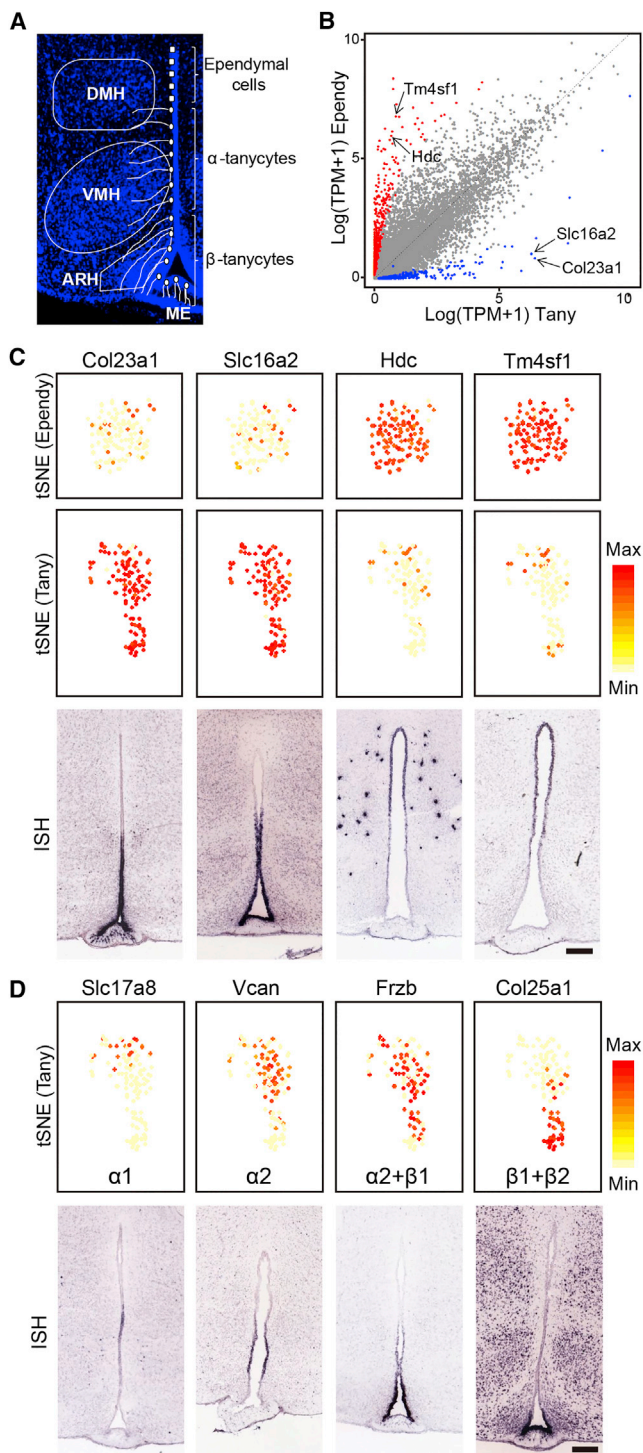 A
DMH
VMH
ARH
ME
Ependymal
cells
α-tanycytes
β-tanycytes
B
10
5
0
0
5
10
Log(TPM+1) Ependy
Log(TPM+1) Tany
Tm4sf1
Hdc
Slc16a2
Col23a1
C
Col23a1
Slc16a2
Hdc
Tm4sf1
tSNE (Ependy)
tSNE (Tany)
Max
Min
ISH
D
Slc17a8
Vcan
Frzb
Col25a1
tSNE (Tany)
α1
α2
α2+β1
β1+β2
Max
Min
ISH